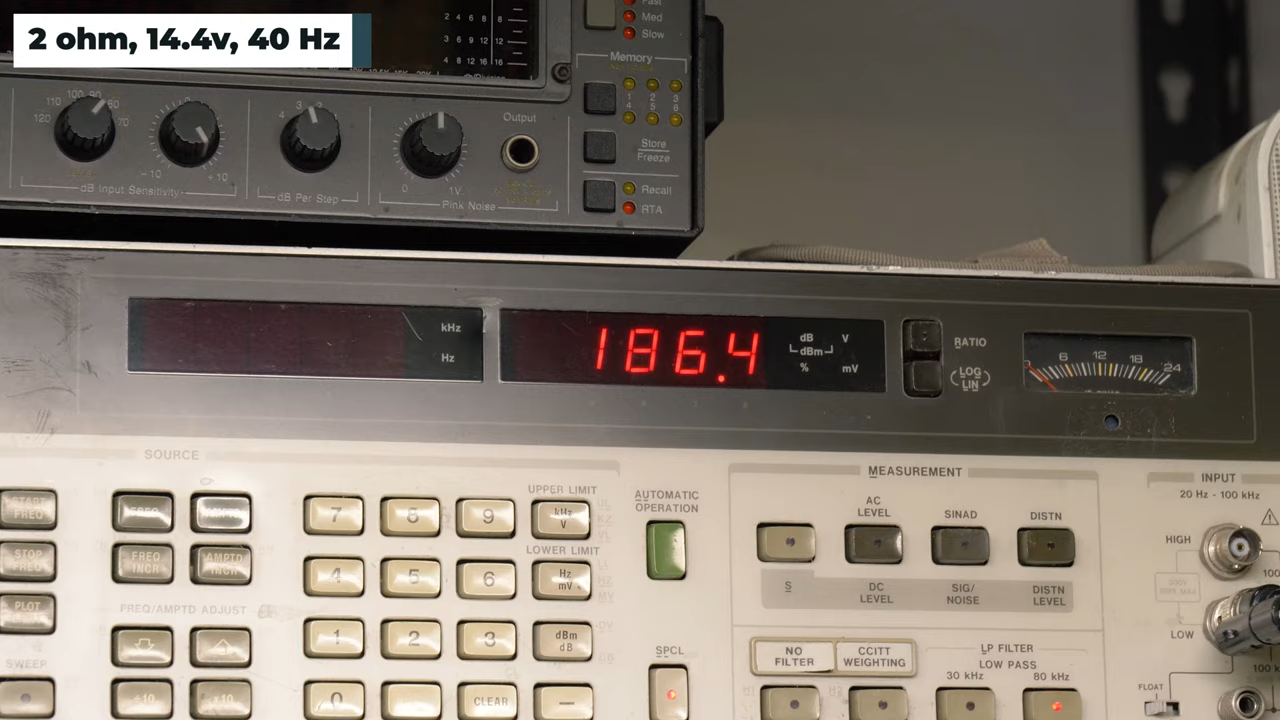 2 ohm, 14.4v, 40 Hz
Fast
Med
Slow
2 4 6 8
3 6 9 12
4 8 12 16
Memory
1 2 3
4 5 6
Store
Freeze
Recall
RTA
Output
110 100 90 80
120 70
-10 +10
dB Input Sensitivity
4 3 2
dB Per Step
0 1V
Pink Noise
kHz
Hz
186.4
dB V
dBm
% mV
RATIO
LOG
LIN
6 12 18 24
SOURCE
START FREQ
STOP FREQ
PLOT
SWEEP
FREQ
FREQ INCR
AMPTD INCR
FREQ/AMPTD ADJUST
÷10
x10
7 8 9
4 5 6
1 2 3
0 CLEAR −
UPPER LIMIT
kHz
V
LOWER LIMIT
Hz
mV
dBm
dB
AUTOMATIC
OPERATION
SPCL
MEASUREMENT
AC
LEVEL
SINAD
DISTN
S
DC
LEVEL
SIG/
NOISE
DISTN
LEVEL
NO
FILTER
CCITT
WEIGHTING
LP FILTER
LOW PASS
30 kHz
80 kHz
INPUT
20 Hz - 100 kHz
HIGH
LOW
FLOAT